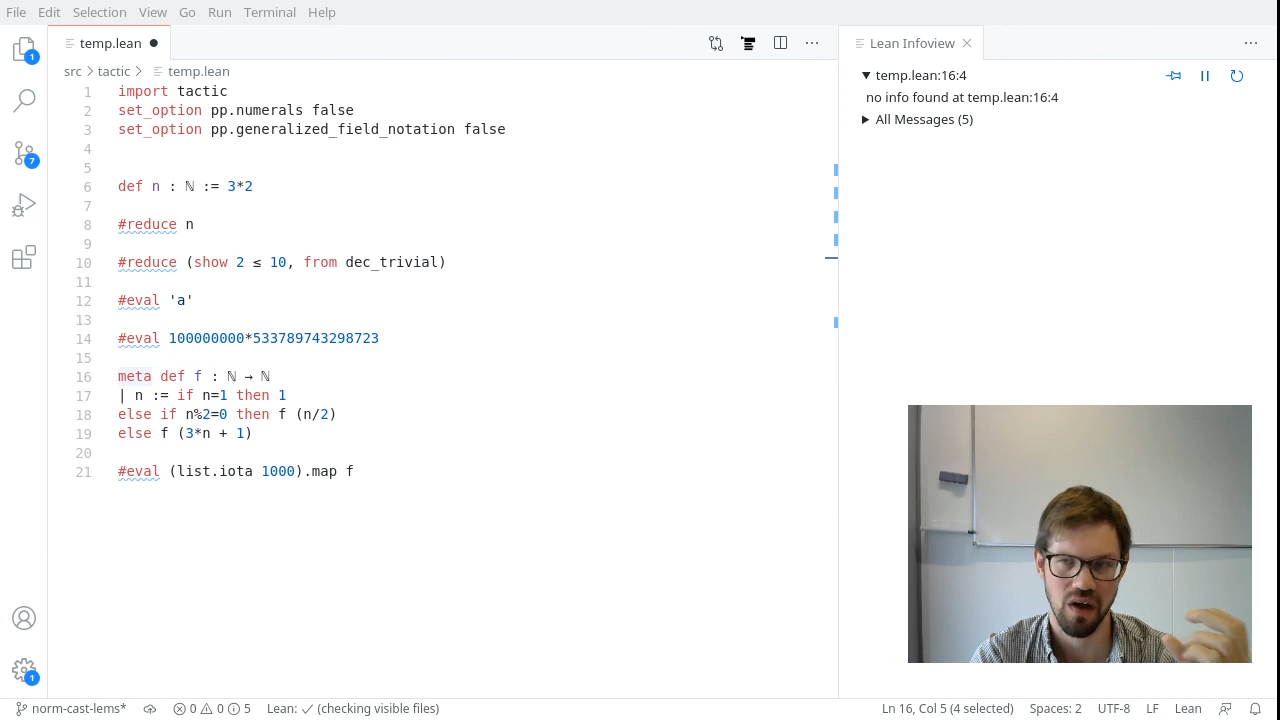 File Edit Selection View Go Run Terminal Help
temp.lean
Lean Infoview
src > tactic > temp.lean
1 import tactic
2 set_option pp.numerals false
3 set_option pp.generalized_field_notation false
4
5
6 def n : ℕ := 3*2
7
8 #reduce n
9
10 #reduce (show 2 ≤ 10, from dec_trivial)
11
12 #eval 'a'
13
14 #eval 100000000*533789743298723
15
16 meta def f : ℕ → ℕ
17 | n := if n=1 then 1
18 else if n%2=0 then f (n/2)
19 else f (3*n + 1)
20
21 #eval (list.iota 1000).map f
temp.lean:16:4
no info found at temp.lean:16:4
All Messages (5)
1
7
1
norm-cast-lems* 0 0 5 Lean: ✓ (checking visible files) Ln 16, Col 5 (4 selected) Spaces: 2 UTF-8 LF Lean